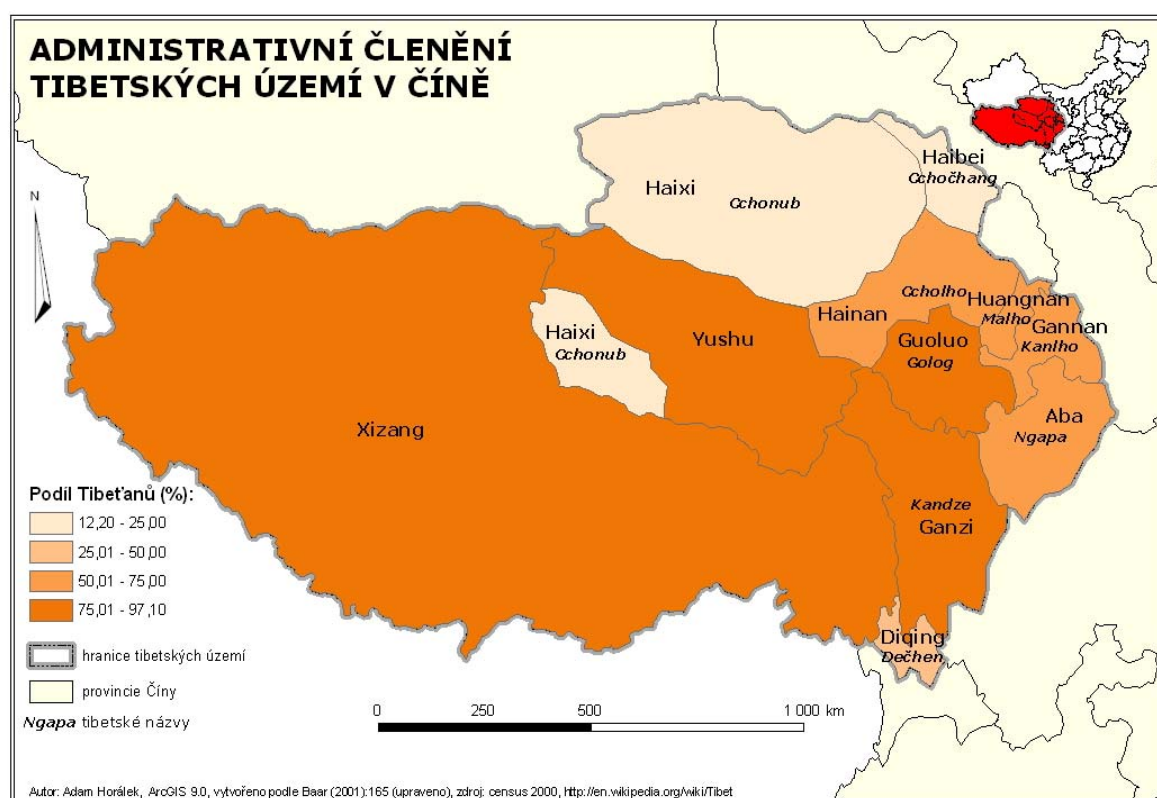 ADMINISTRATIVNÍ ČLENĚNÍ
TIBETSKÝCH ÚZEMÍ V ČÍNĚ
N
Haixi
Cchonub
Haibei
Cchočhang
Haixi
Cchonub
Yushu
Hainan
Ccholho
Huangnan
Malho
Gannan
Kanlho
Guoluo
Golog
Xizang
Aba
Ngapa
Kandze
Ganzi
Diqing
Dečhen
Podíl Tibeťanů (%):
12,20 - 25,00
25,01 - 50,00
50,01 - 75,00
75,01 - 97,10
hranice tibetských území
provincie Číny
Ngapa tibetské názvy
0 250 500 1 000 km
Autor: Adam Horálek, ArcGIS 9.0, vytvořeno podle Baar (2001):165 (upraveno), zdroj: census 2000, http://en.wikipedia.org/wiki/Tibet